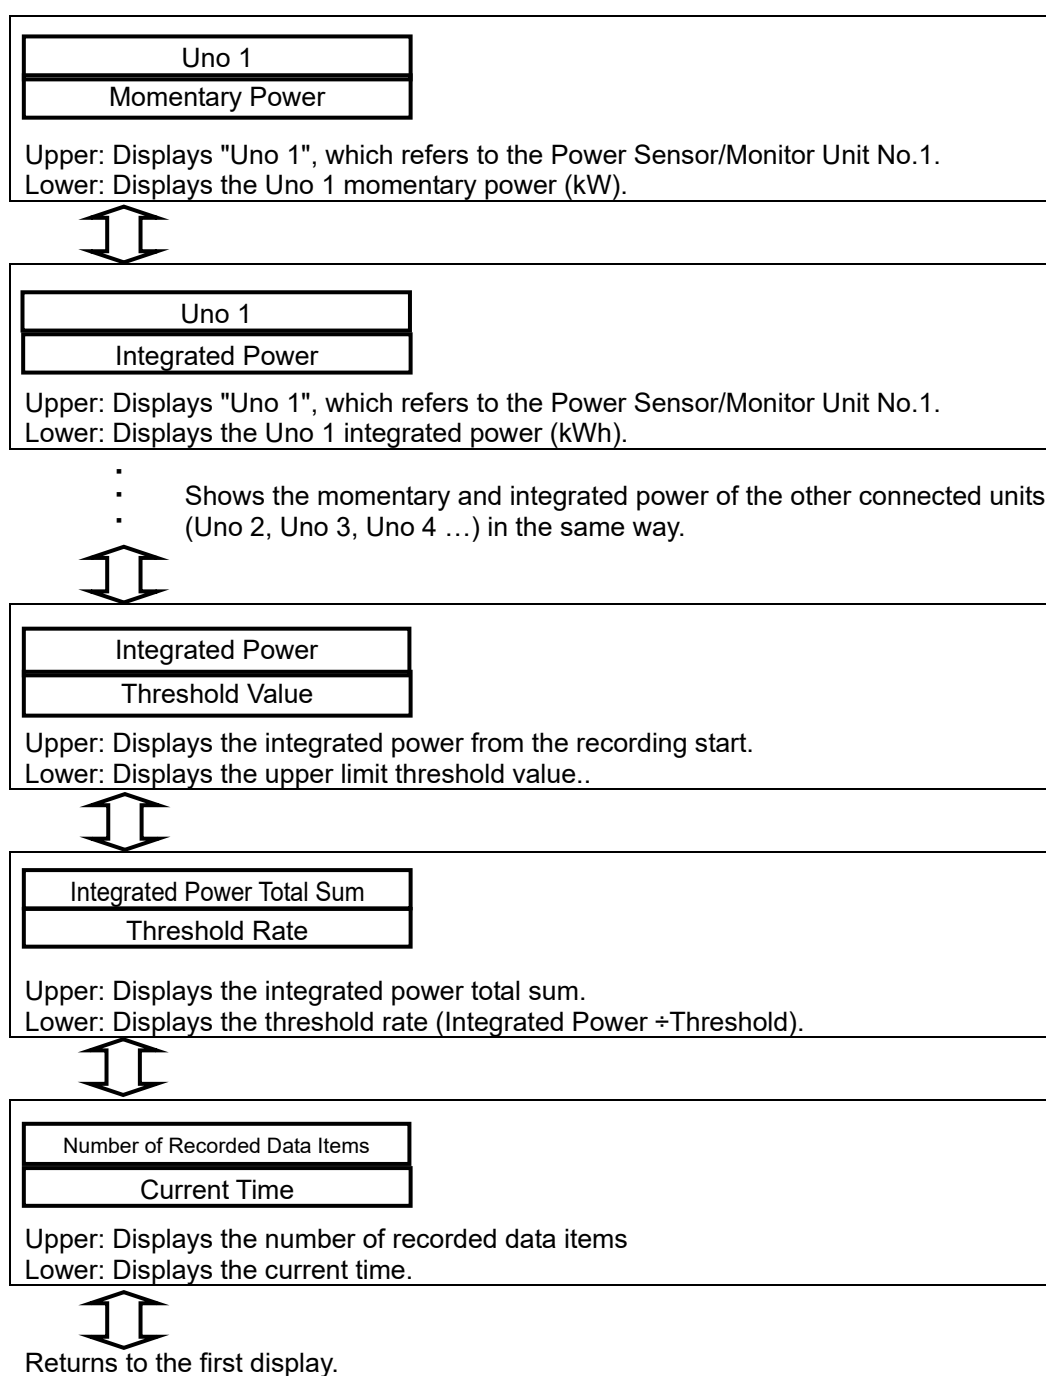 Uno 1
Momentary Power
Upper: Displays "Uno 1", which refers to the Power Sensor/Monitor Unit No.1.
Lower: Displays the Uno 1 momentary power (kW).
Uno 1
Integrated Power
Upper: Displays "Uno 1", which refers to the Power Sensor/Monitor Unit No.1.
Lower: Displays the Uno 1 integrated power (kWh).
Shows the momentary and integrated power of the other connected units
(Uno 2, Uno 3, Uno 4 …) in the same way.
Integrated Power
Threshold Value
Upper: Displays the integrated power from the recording start.
Lower: Displays the upper limit threshold value..
Integrated Power Total Sum
Threshold Rate
Upper: Displays the integrated power total sum.
Lower: Displays the threshold rate (Integrated Power ÷Threshold).
Number of Recorded Data Items
Current Time
Upper: Displays the number of recorded data items
Lower: Displays the current time.
Returns to the first display.